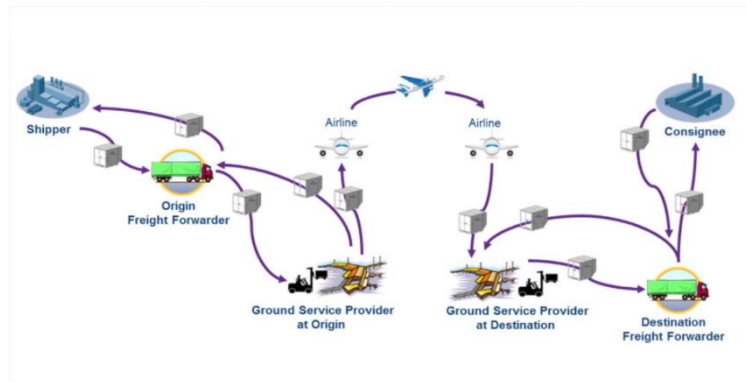 Shipper
Origin
Freight Forwarder
Ground Service Provider
at Origin
Airline
Airline
Ground Service Provider
at Destination
Consignee
Destination
Freight Forwarder